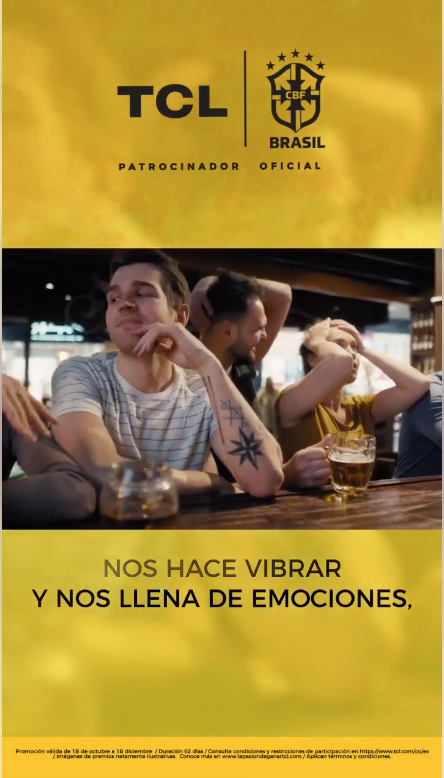 TCL
CBF
BRASIL
PATROCINADOR OFICIAL
NOS HACE VIBRAR
Y NOS LLENA DE EMOCIONES,
Promoción válida de 18 de octubre a 18 diciembre / Duración 62 días / Consulta condiciones y restricciones de participación en https://www.tcl.com/co/es
/ Imágenes de premios netamente ilustrativas. Conoce más en www.lapasiondeganartcl.com / Aplican términos y condiciones.